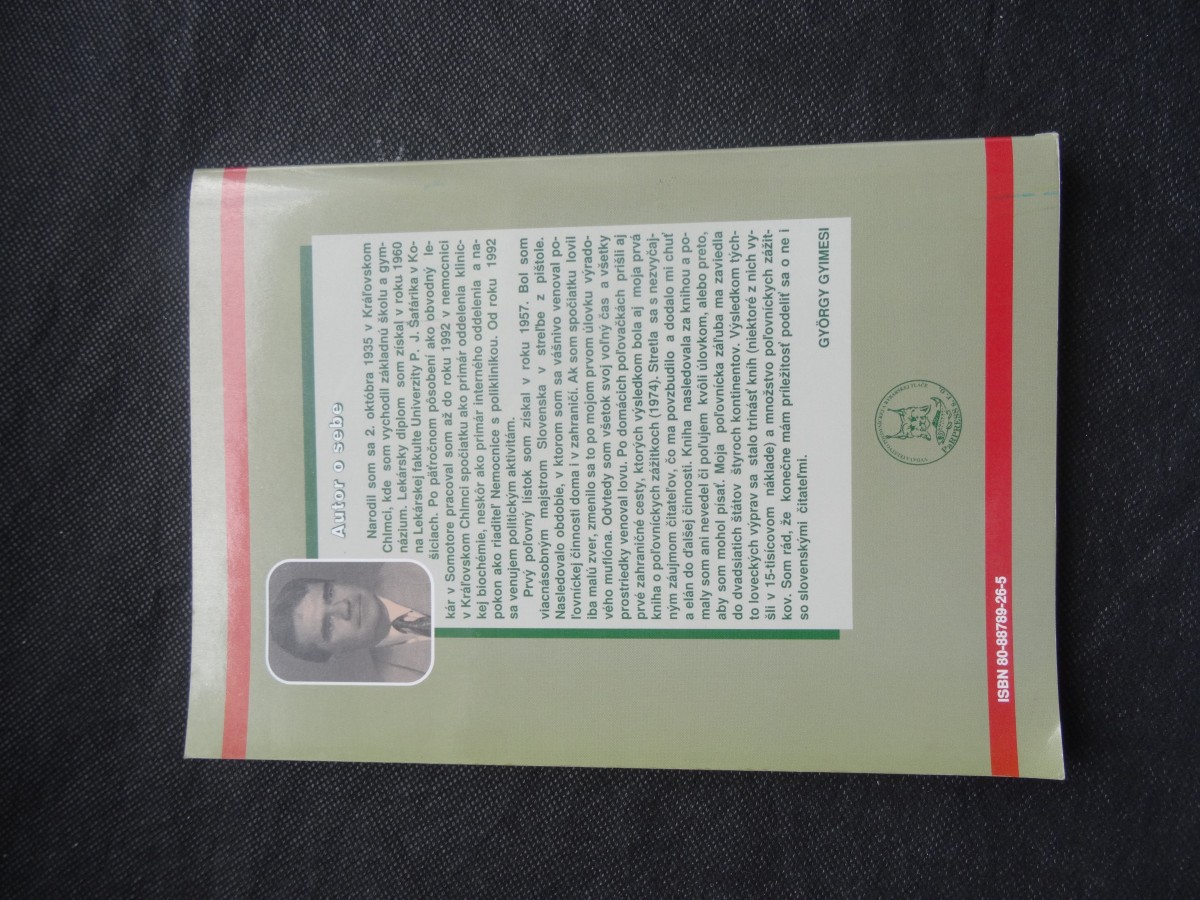 Autor o sebe
Narodil som sa 2. októbra 1935 v Kráľovskom
Chlmci, kde som vychodil základnú školu a gym-
názium. Lekársky diplom som získal v roku 1960
na Lekárskej fakulte Univerzity P. J. Šafárika v Ko-
šiciach. Po päťročnom pôsobení ako obvodný le-
kár v Somotore pracoval som až do roku 1992 v nemocnici
v Kráľovskom Chlmci spočiatku ako primár oddelenia klinic-
kej biochémie, neskôr ako primár interného oddelenia a na-
pokon ako riaditeľ Nemocnice s poliklinikou. Od roku 1992
sa venujem politickým aktivitám.
Prvý poľovný lístok som získal v roku 1957. Bol som
viacnásobným majstrom Slovenska v streľbe z pištole.
Nasledovalo obdobie, v ktorom som sa vášnivo venoval po-
ľovníckej činnosti doma i v zahraničí. Ak som spočiatku lovil
iba malú zver, zmenilo sa to po mojom prvom úlovku výrado-
vého muflóna. Odvtedy som všetok svoj voľný čas a všetky
prostriedky venoval lovu. Po domácich poľovačkách prišli aj
prvé zahraničné cesty, ktorých výsledkom bola aj moja prvá
kniha o poľovníckych zážitkoch (1974). Stretla sa s nezvyčaj-
ným záujmom čitateľov, čo ma povzbudilo a dodalo mi chuť
a elán do ďalšej činnosti. Kniha nasledovala za knihou a po-
maly som ani nevedel či poľujem kvôli úlovkom, alebo preto,
aby som mohol písať. Moja poľovnícka záľuba ma zaviedla
do dvadsiatich štátov štyroch kontinentov. Výsledkom tých-
to loveckých výprav sa stalo trinásť kníh (niektoré z nich vy-
šli v 15-tisícovom náklade) a množstvo poľovníckych zážit-
kov. Som rád, že konečne mám príležitosť podeliť sa o ne i
so slovenskými čitateľmi.
GYÖRGY GYIMESI
PaRPRESS
ISBN 80-88789-26-5